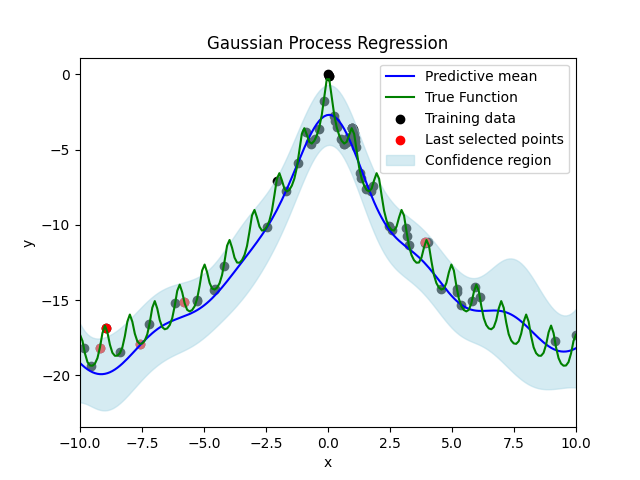 Gaussian Process Regression
Predictive mean
True Function
Training data
Last selected points
Confidence region
y
0
−5
−10
−15
−20
−10.0 −7.5 −5.0 −2.5 0.0 2.5 5.0 7.5 10.0
x